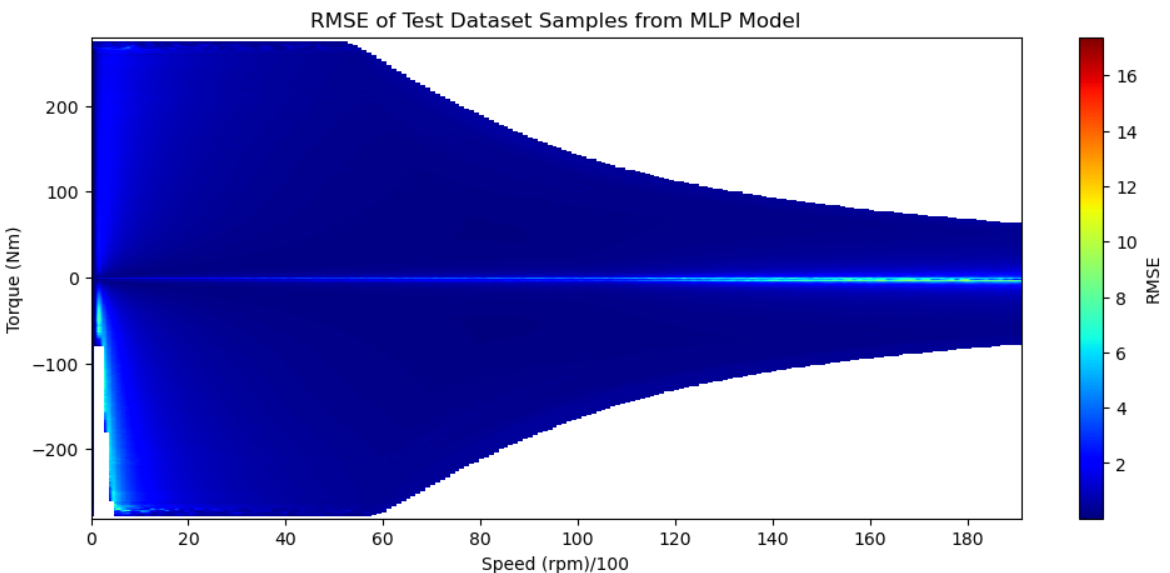 RMSE of Test Dataset Samples from MLP Model
200
100
0
−100
−200
Torque (Nm)
0 20 40 60 80 100 120 140 160 180
Speed (rpm)/100
16
14
12
10
8
6
4
2
RMSE